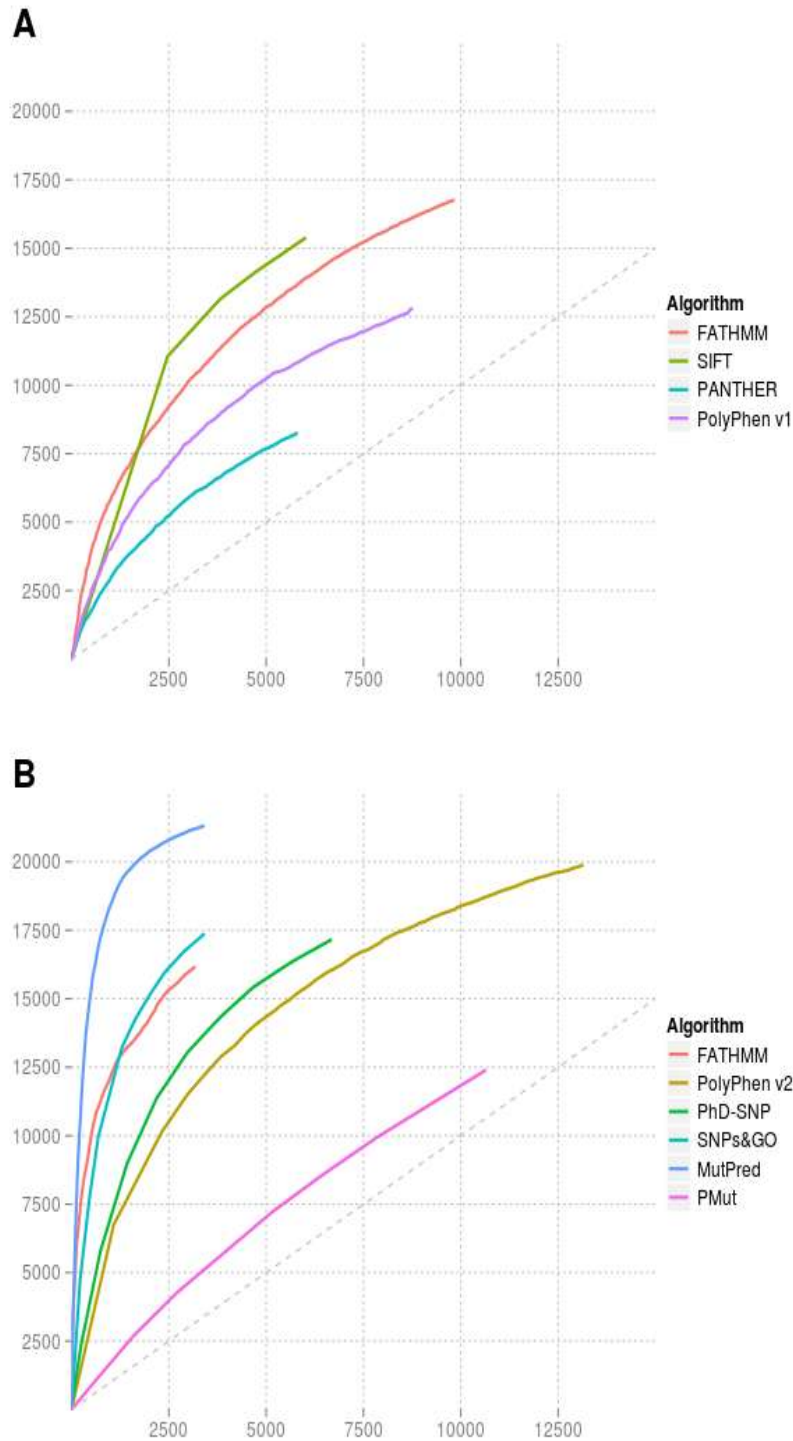 A
20000
17500
15000
12500
10000
7500
5000
2500
2500 5000 7500 10000 12500
Algorithm
FATHMM
SIFT
PANTHER
PolyPhen v1
B
20000
17500
15000
12500
10000
7500
5000
2500
2500 5000 7500 10000 12500
Algorithm
FATHMM
PolyPhen v2
PhD-SNP
SNPs&GO
MutPred
PMut